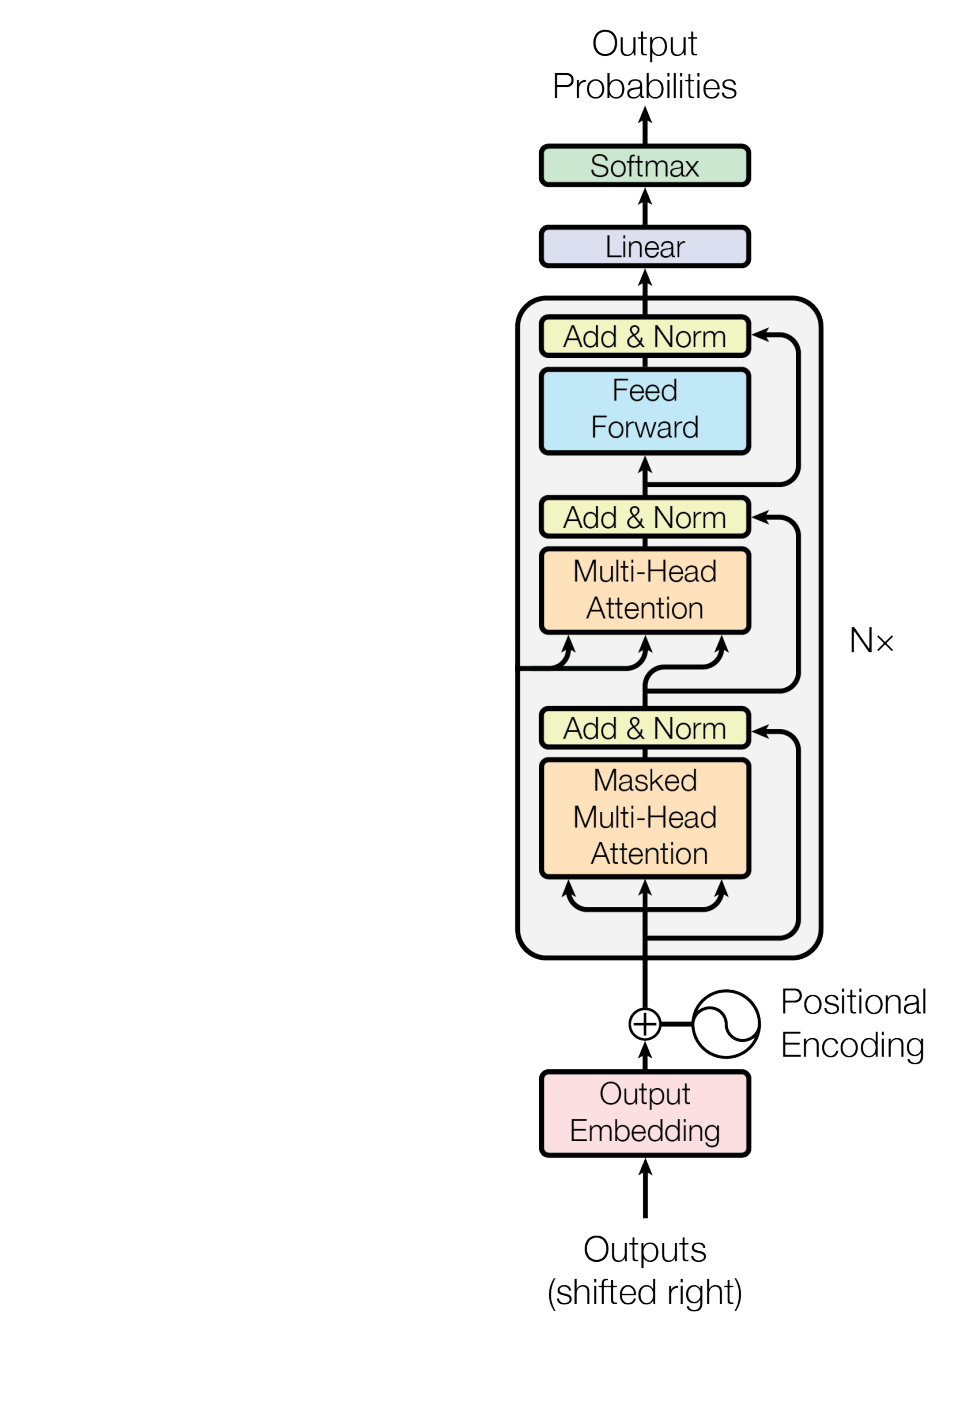 Output
Probabilities
Softmax
Linear
Add & Norm
Feed
Forward
Add & Norm
Multi-Head
Attention
N×
Add & Norm
Masked
Multi-Head
Attention
Positional
Encoding
Output
Embedding
Outputs
(shifted right)